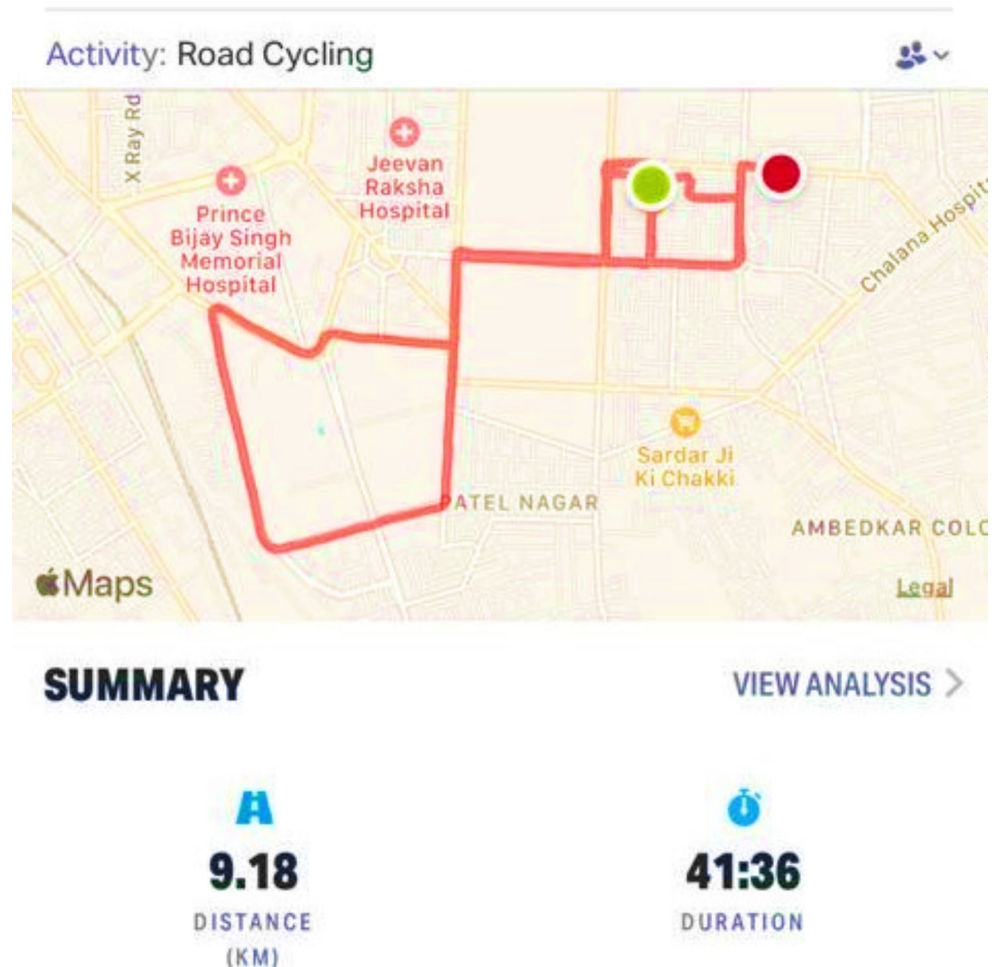 Activity: Road Cycling
X Ray Rd
Jeevan
Raksha
Hospital
Prince
Bijay Singh
Memorial
Hospital
Chalana Hospit
Sardar Ji
Ki Chakki
PATEL NAGAR
AMBEDKAR COLO
Maps
Legal
SUMMARY
VIEW ANALYSIS
9.18
41:36
DISTANCE
(KM)
DURATION